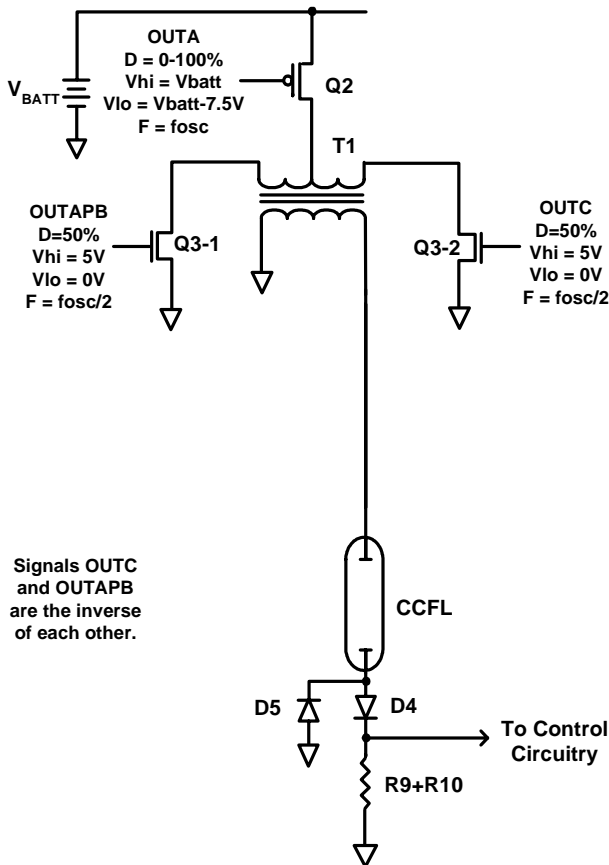 OUTA
D = 0-100%
Vhi = Vbatt
Vlo = Vbatt-7.5V
F = fosc
VBATT
Q2
T1
OUTAPB
D=50%
Vhi = 5V
Vlo = 0V
F = fosc/2
Q3-1
Q3-2
OUTC
D=50%
Vhi = 5V
Vlo = 0V
F = fosc/2
Signals OUTC
and OUTAPB
are the inverse
of each other.
CCFL
D5
D4
To Control
Circuitry
R9+R10